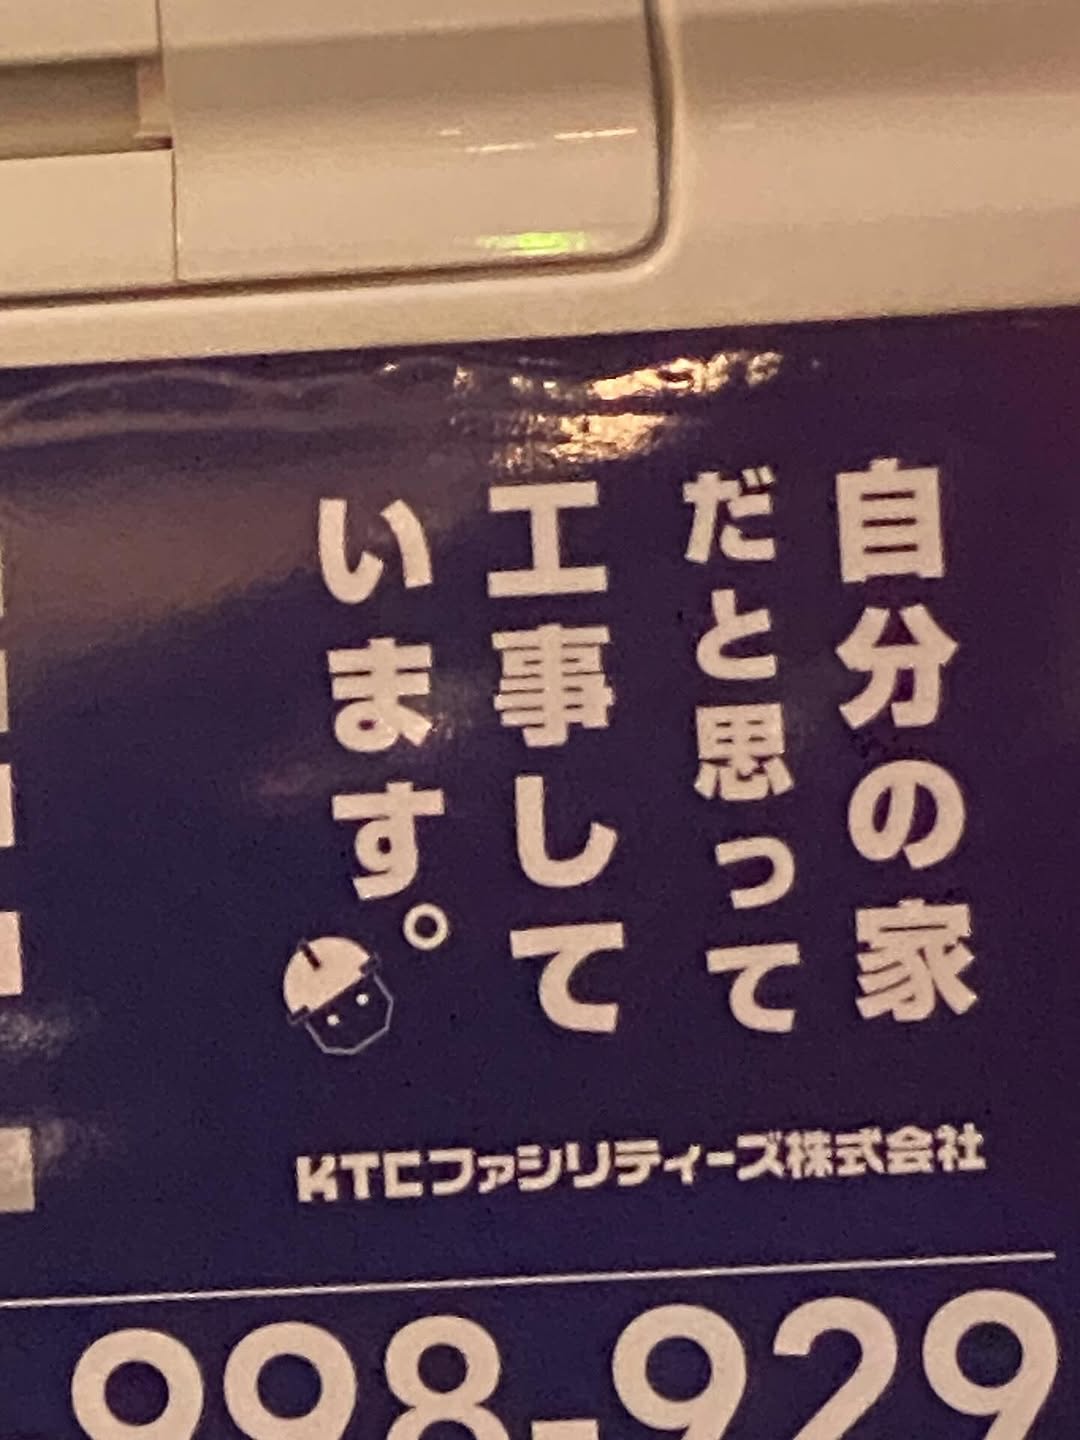 自分の家
だと思って
工事して
います。
KTCファシリティーズ株式会社
998-929